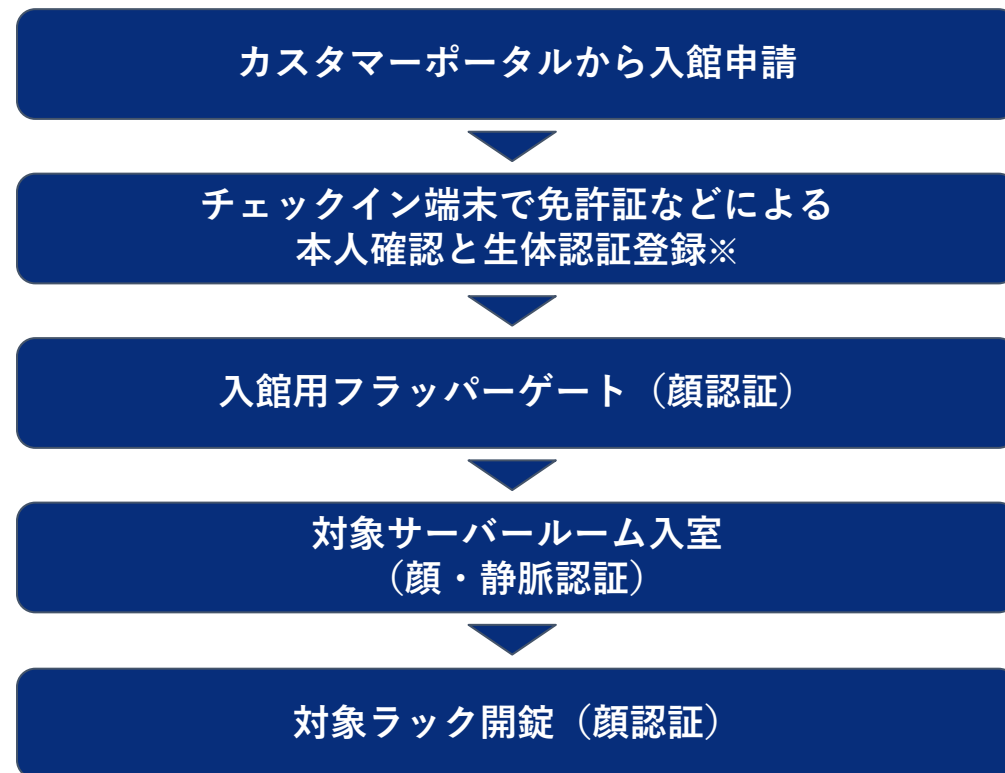 カスタマーポータルから入館申請
チェックイン端末で免許証などによる
本人確認と生体認証登録※
入館用フラッパーゲート（顔認証）
対象サーバールーム入室
（顔・静脈認証）
対象ラック開錠（顔認証）